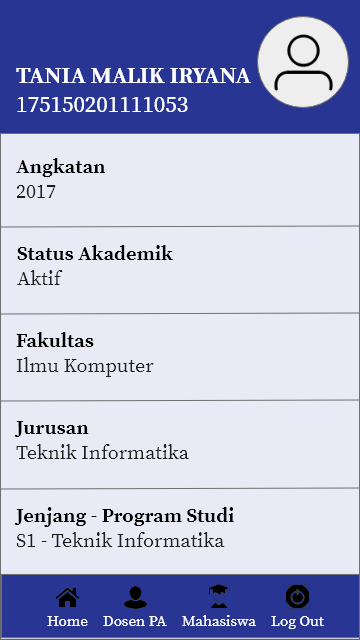 TANIA MALIK IRYANA
175150201111053
Angkatan
2017
Status Akademik
Aktif
Fakultas
Ilmu Komputer
Jurusan
Teknik Informatika
Jenjang - Program Studi
S1 - Teknik Informatika
Home Dosen PA Mahasiswa Log Out